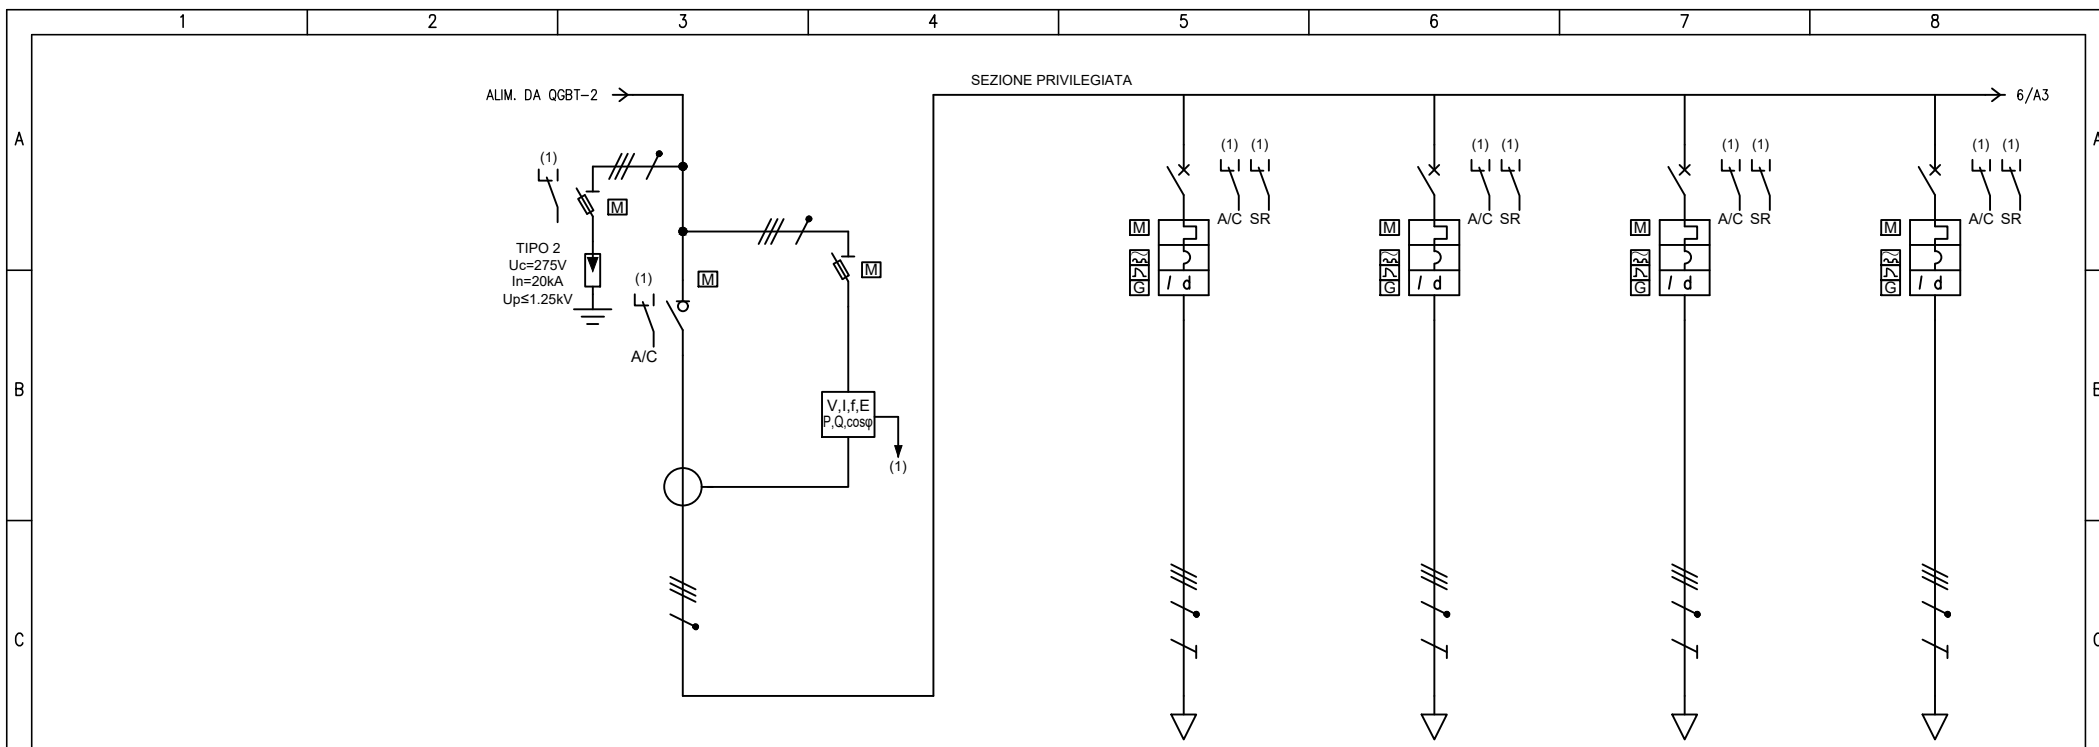 1 2 3 4 5 6 7 8
SEZIONE PRIVILEGIATA
ALIM. DA QGBT-2
6/A3
A A
(1) (1) (1) (1) (1) (1) (1) (1) (1)
M
A/C SR A/C SR A/C SR A/C SR
M M M M
TIPO 2
Uc=275V
In=20kA
Up≤1.25kV
M
(1) M
I d I d I d I d
G G G G
A/C
B B
V,I,f,E
P,Q,cosφ
(1)
C C